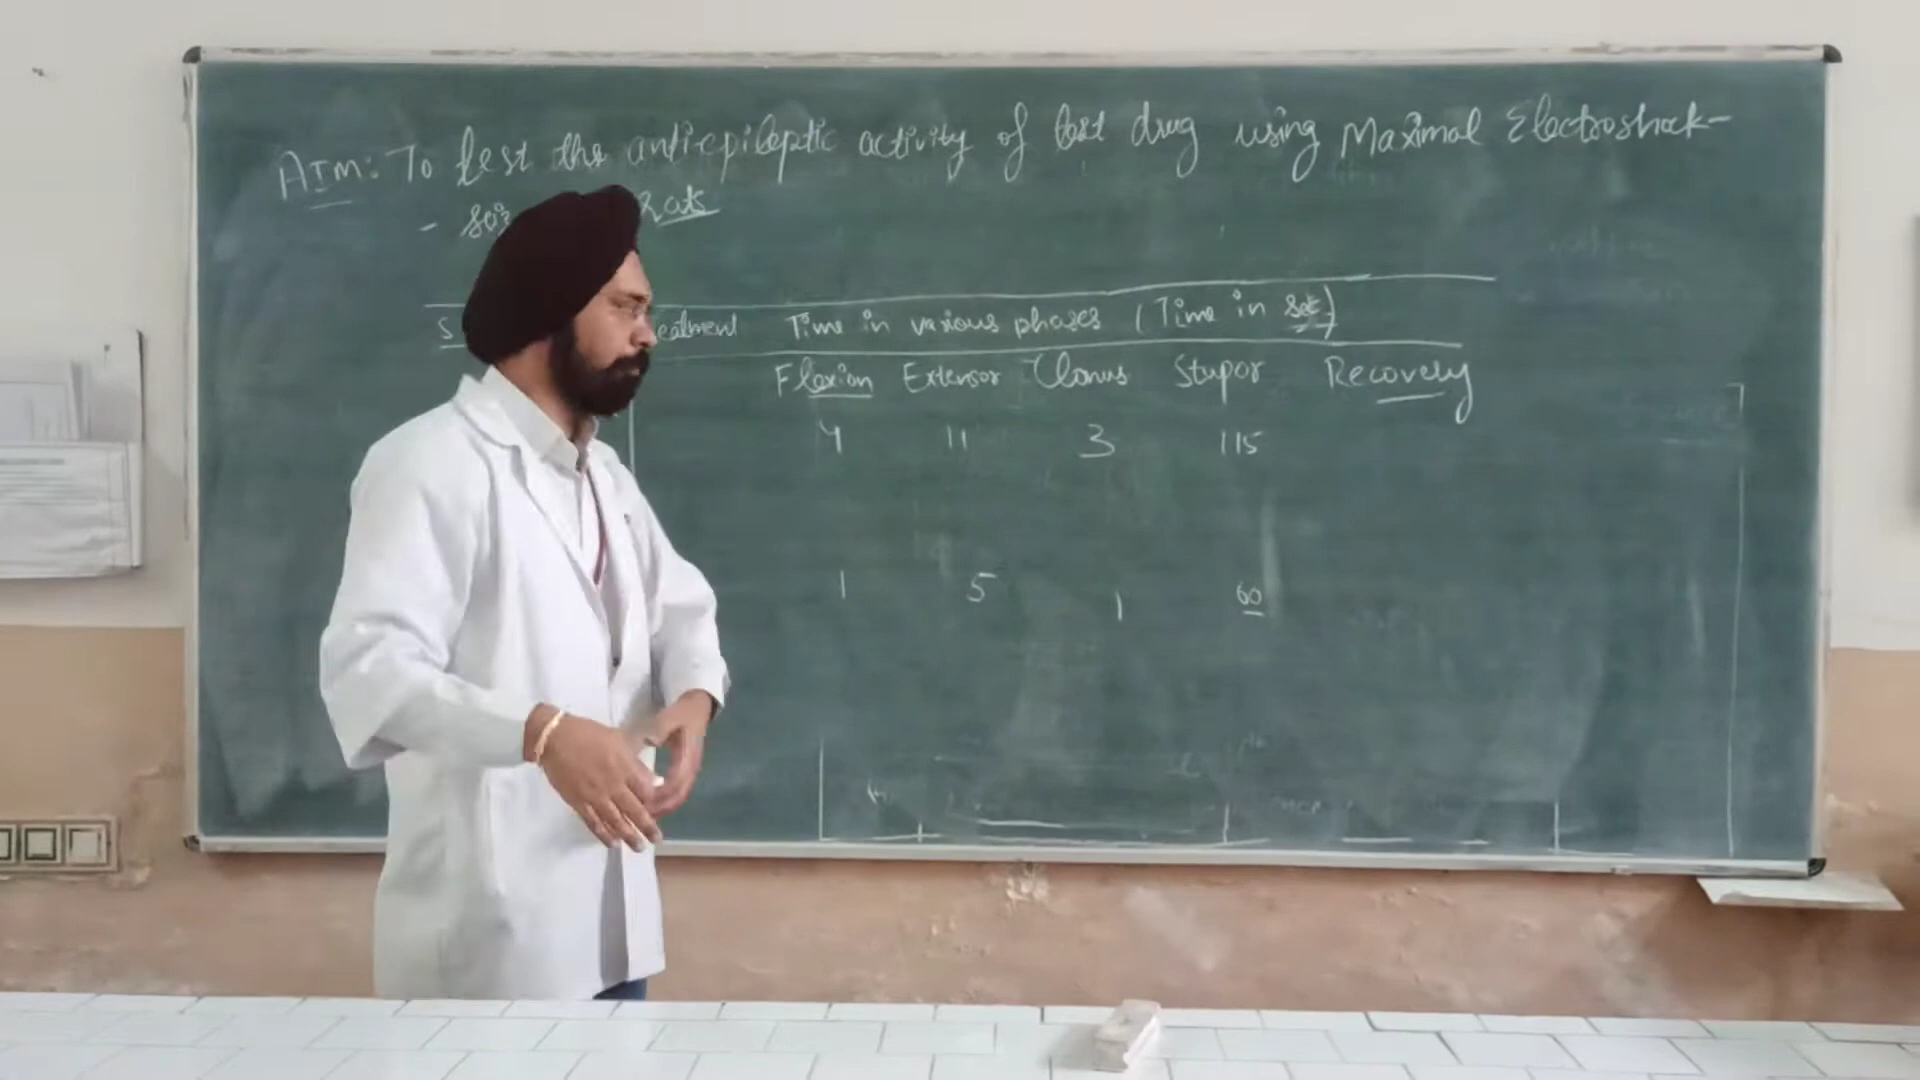 AIM: To test the antiepileptic activity of test drug using Maximal Electroshock-
- Rats
S Time in various phases (Time in sec)
Flexion Extensor Clonus Stupor Recovery
4 11 3 115
1 5 1 60